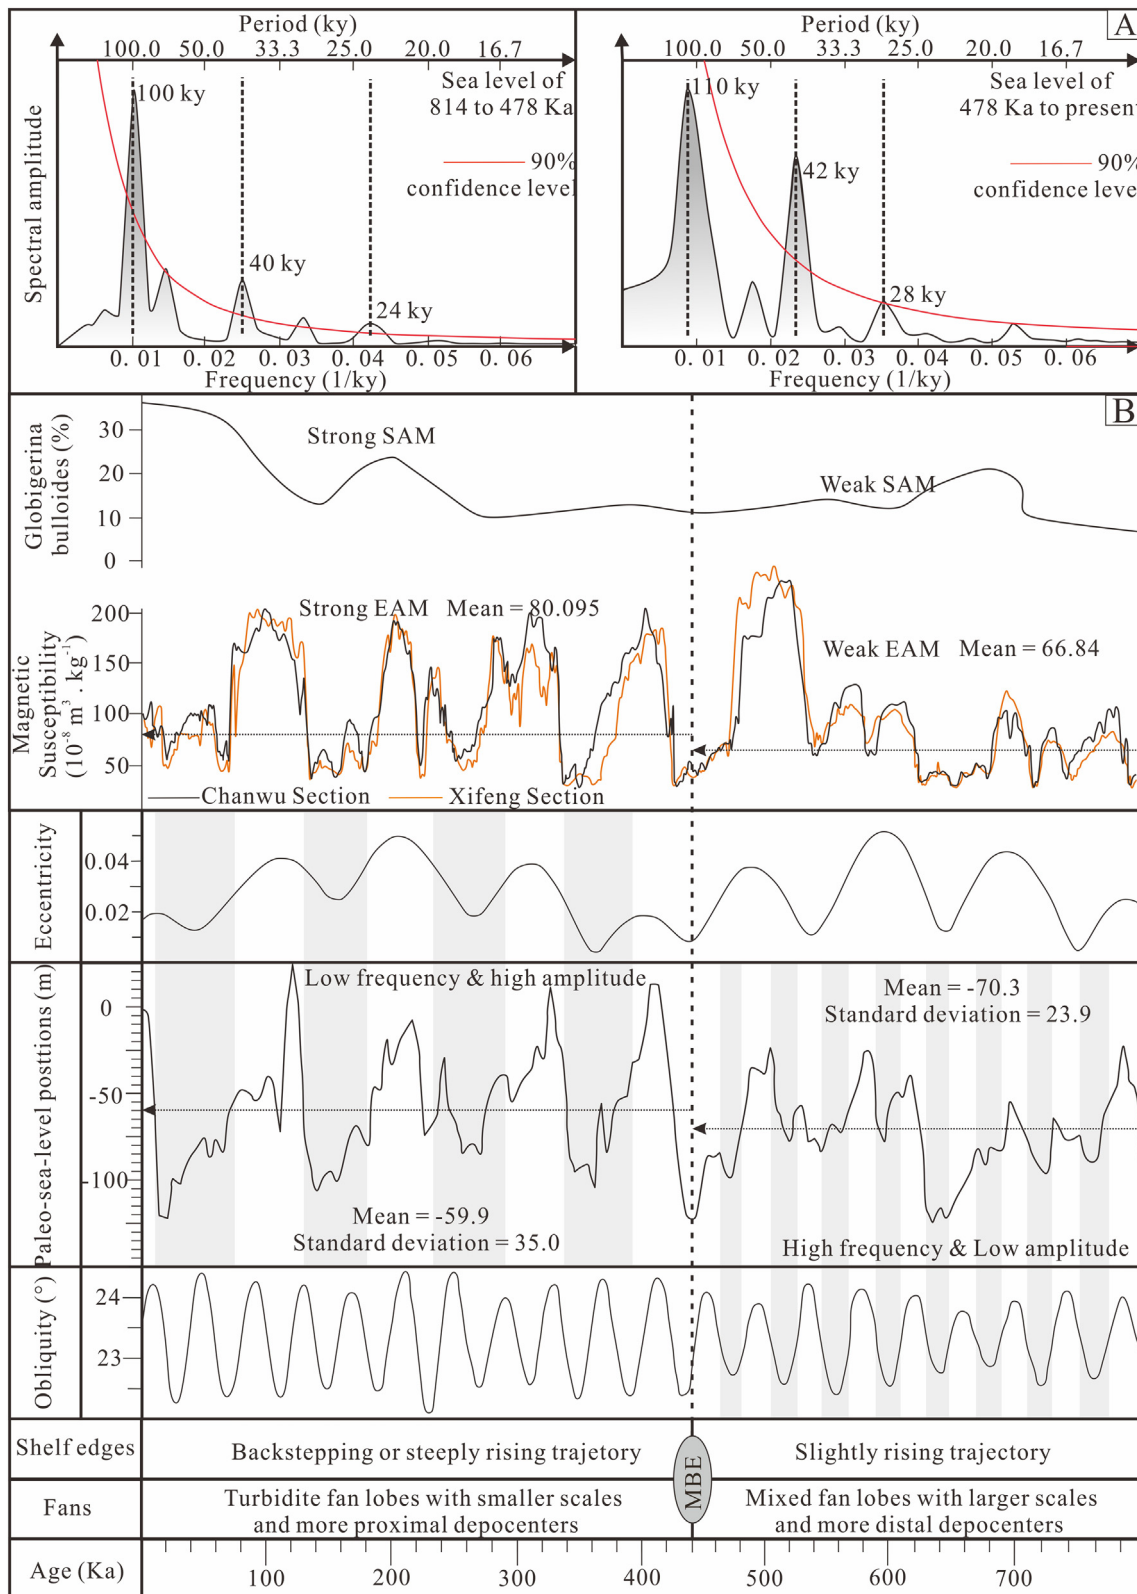 Period (ky)
100.0 50.0 33.3 25.0 20.0 16.7
Spectral amplitude
100 ky
40 ky
24 ky
Sea level of
814 to 478 Ka
90%
confidence level
0.01 0.02 0.03 0.04 0.05 0.06
Frequency (1/ky)
A
Period (ky)
100.0 50.0 33.3 25.0 20.0 16.7
110 ky
42 ky
28 ky
Sea level of
478 Ka to present
90%
confidence level
0.01 0.02 0.03 0.04 0.05 0.06
Frequency (1/ky)
B
Globigerina
bulloides (%)
30
20
10
0
Strong SAM
Weak SAM
Magnetic
Susceptibility
(10⁻⁸ m³ . kg⁻¹)
200
150
100
50
Strong EAM Mean = 80.095
Weak EAM Mean = 66.84
Chanwu Section
Xifeng Section
Eccentricity
0.04
0.02
Paleo-sea-level posttions (m)
0
-50
-100
Low frequency & high amplitude
Mean = -59.9
Standard deviation = 35.0
Mean = -70.3
Standard deviation = 23.9
High frequency & Low amplitude
Obliquity (°)
24
23
Shelf edges
Backstepping or steeply rising trajetory
Slightly rising trajectory
MBE
Fans
Turbidite fan lobes with smaller scales
and more proximal depocenters
Mixed fan lobes with larger scales
and more distal depocenters
Age (Ka)
100 200 300 400 500 600 700